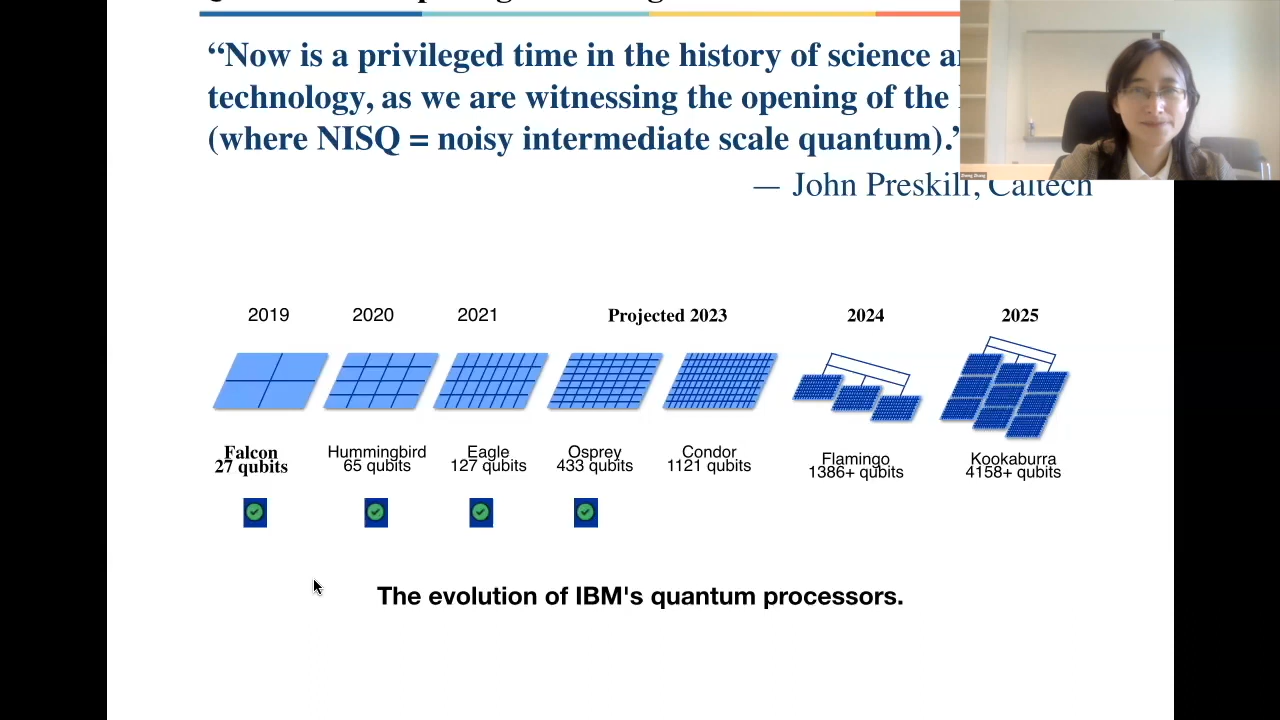 “Now is a privileged time in the history of science
technology, as we are witnessing the opening of the
(where NISQ = noisy intermediate scale quantum).
— John Preskill, Caltech
2019 2020 2021 Projected 2023 2024 2025
Falcon Hummingbird Eagle Osprey Condor Flamingo Kookaburra
27 qubits 65 qubits 127 qubits 433 qubits 1121 qubits 1386+ qubits 4158+ qubits
The evolution of IBM's quantum processors.